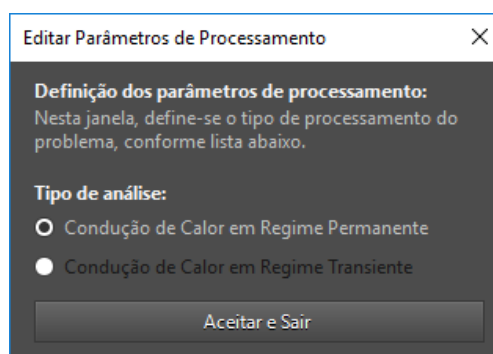 Editar Parâmetros de Processamento
Definição dos parâmetros de processamento:
Nesta janela, define-se o tipo de processamento do
problema, conforme lista abaixo.
Tipo de análise:
Condução de Calor em Regime Permanente
Condução de Calor em Regime Transiente
Aceitar e Sair